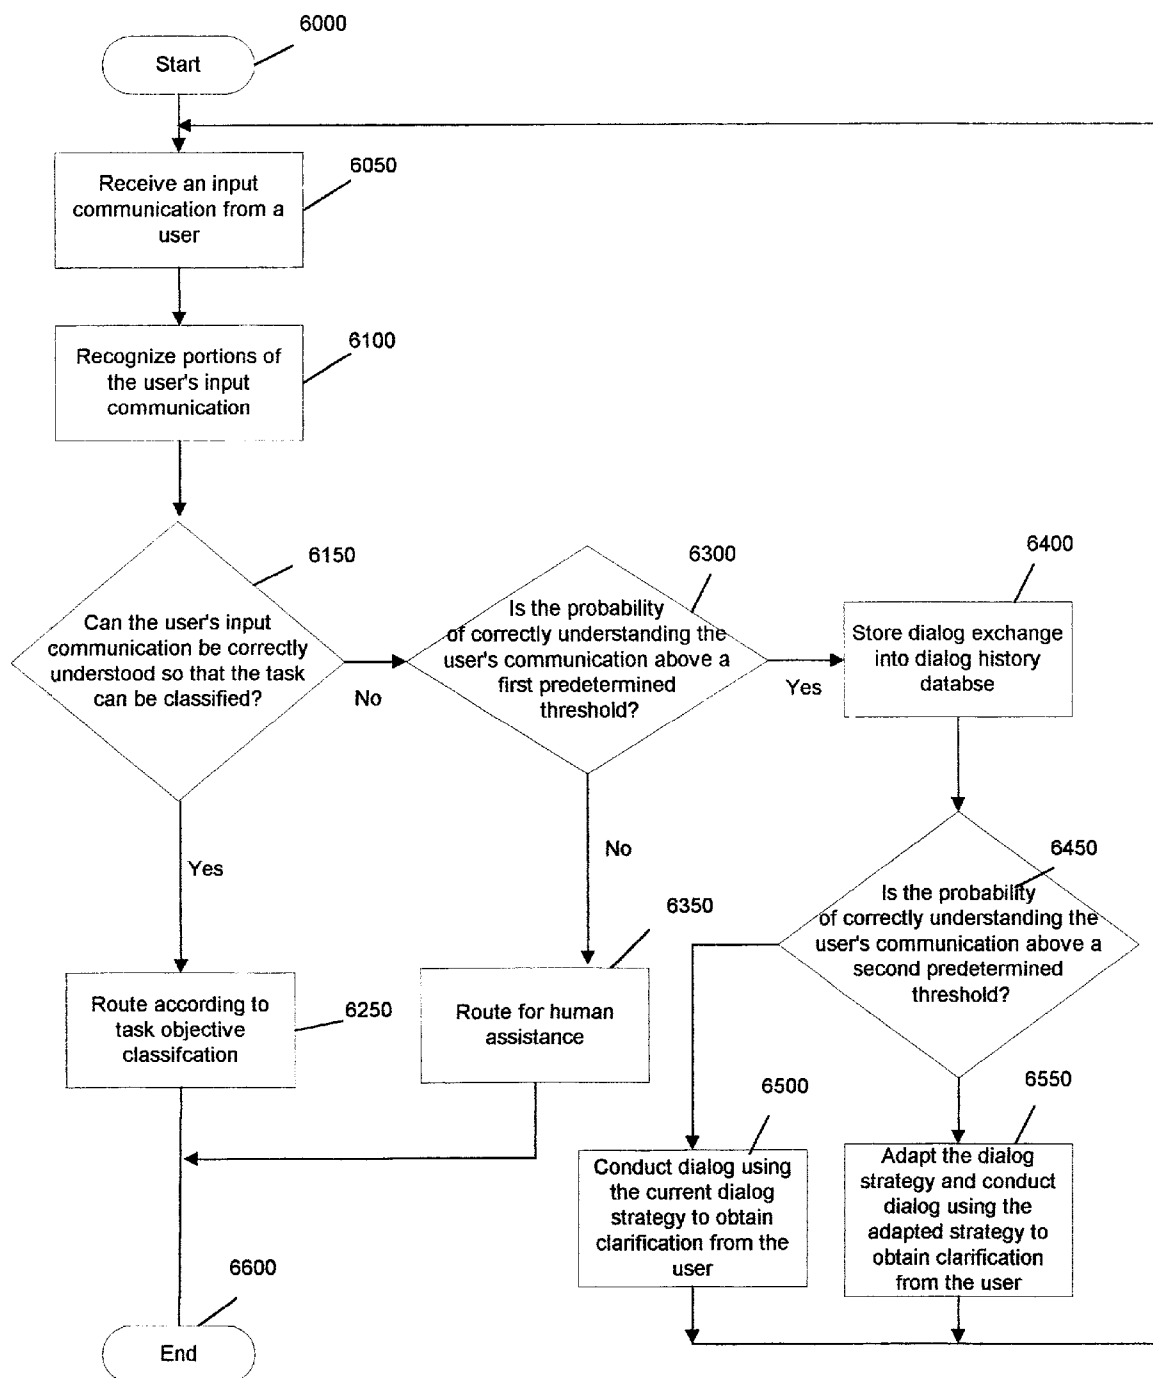 6000
Start
6050
Receive an input
communication from a
user
6100
Recognize portions of
the user's input
communication
6150
Can the user's input
communication be correctly
understood so that the task
can be classified?
No
Yes
6300
Is the probability
of correctly understanding the
user's communication above a
first predetermined
threshold?
Yes
No
6400
Store dialog exchange
into dialog history
databse
6450
Is the probability
of correctly understanding the
user's communication above a
second predetermined
threshold?
6250
Route according to
task objective
classifcation
6350
Route for human
assistance
6500
Conduct dialog using
the current dialog
strategy to obtain
clarification from the
user
6550
Adapt the dialog
strategy and conduct
dialog using the
adapted strategy to
obtain clarification
from the user
6600
End